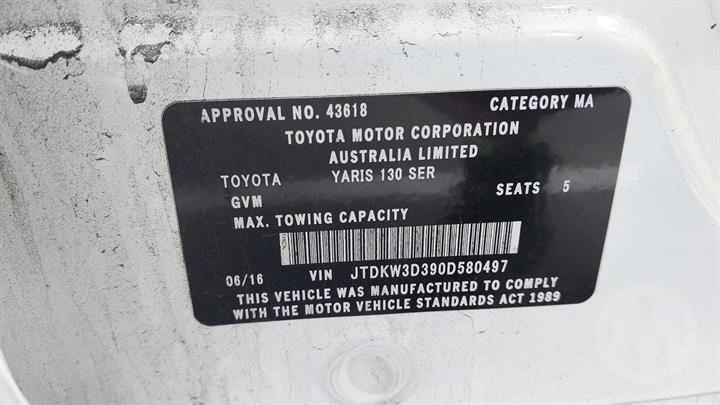 APPROVAL NO. 43618 CATEGORY MA
TOYOTA MOTOR CORPORATION
AUSTRALIA LIMITED
TOYOTA YARIS 130 SER
GVM SEATS 5
MAX. TOWING CAPACITY
06/16 VIN JTDKW3D390D580497
THIS VEHICLE WAS MANUFACTURED TO COMPLY
WITH THE MOTOR VEHICLE STANDARDS ACT 1989
M